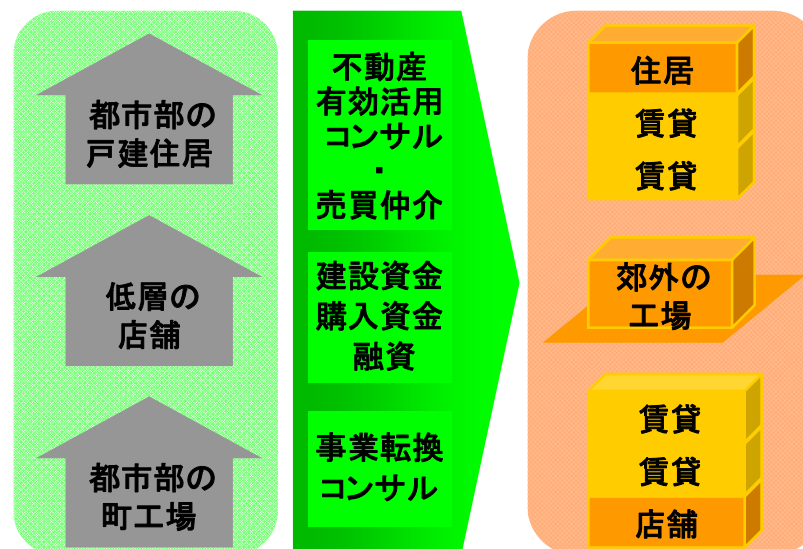 都市部の
戸建住居
低層の
店舗
都市部の
町工場
不動産
有効活用
コンサル
・
売買仲介
建設資金
購入資金
融資
事業転換
コンサル
住居
賃貸
賃貸
郊外の
工場
賃貸
賃貸
店舗